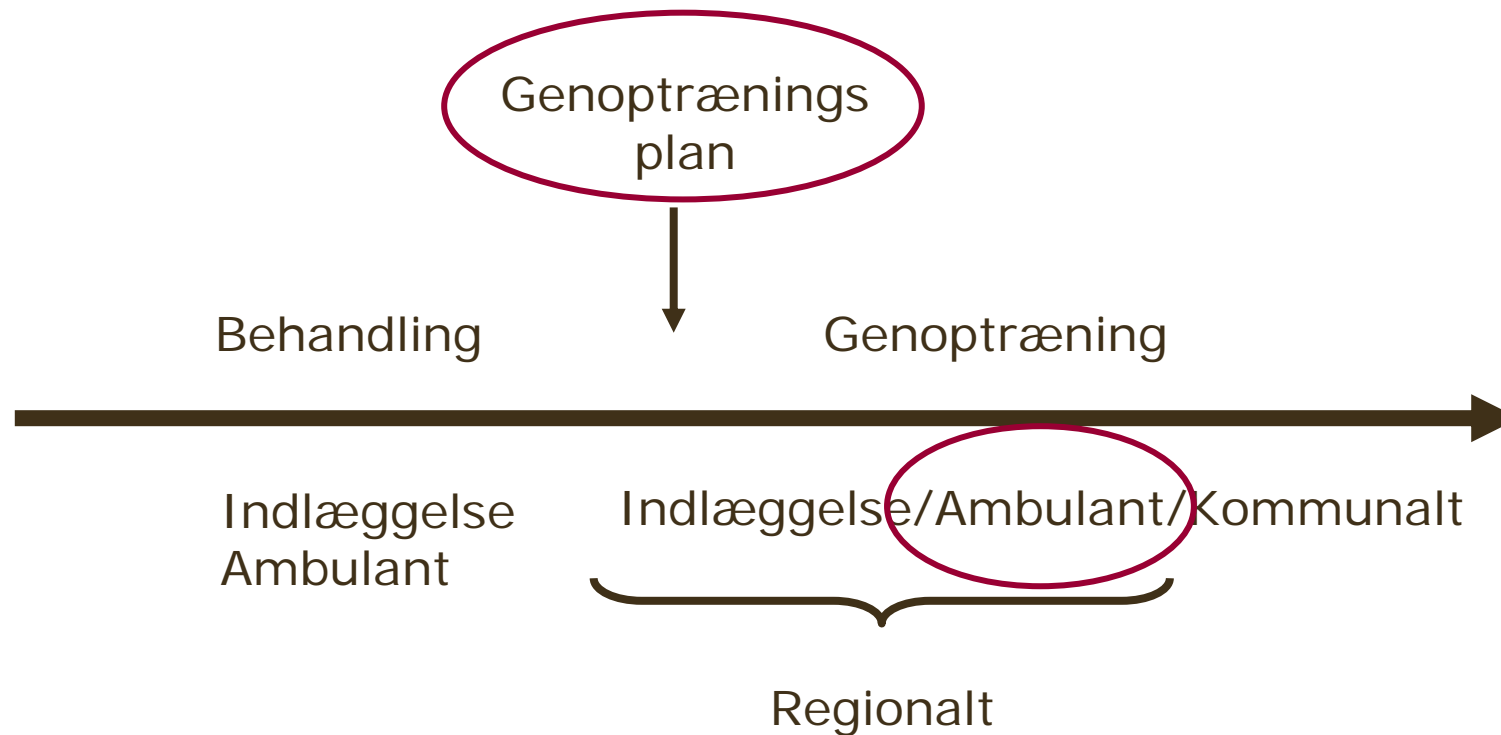 Genoptrænings
plan
Behandling
Genoptræning
Indlæggelse
Ambulant
Indlæggelse/Ambulant/Kommunalt
Regionalt